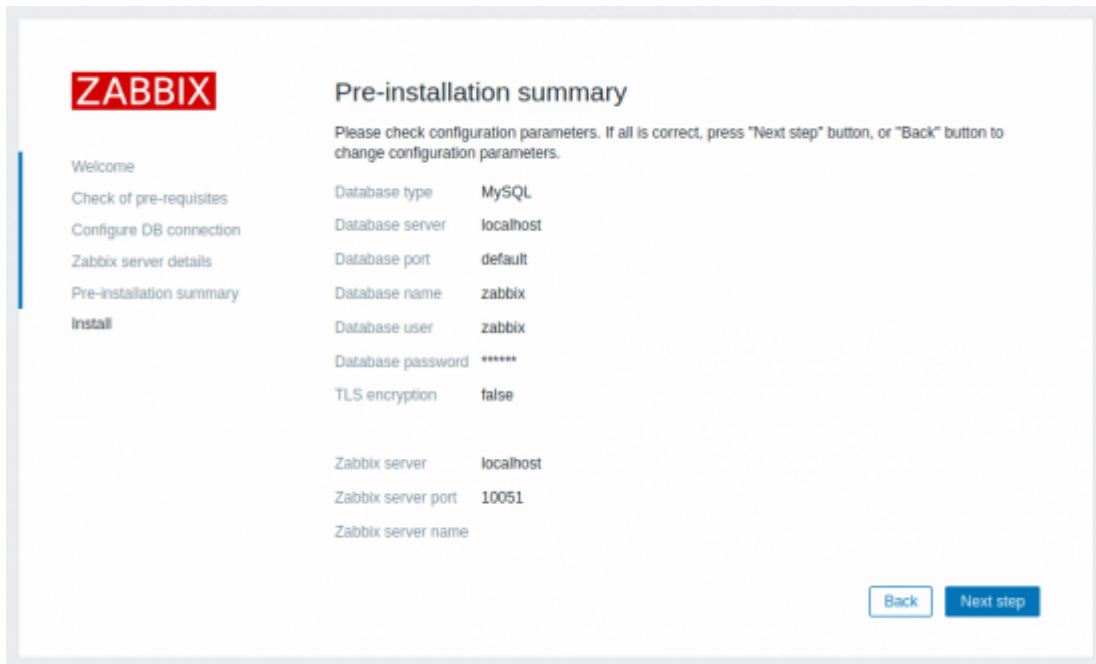 ZABBIX
Welcome
Check of pre-requisites
Configure DB connection
Zabbix server details
Pre-installation summary
Install
Pre-installation summary
Please check configuration parameters. If all is correct, press "Next step" button, or "Back" button to
change configuration parameters.
Database type MySQL
Database server localhost
Database port default
Database name zabbix
Database user zabbix
Database password ******
TLS encryption false
Zabbix server localhost
Zabbix server port 10051
Zabbix server name
Back Next step